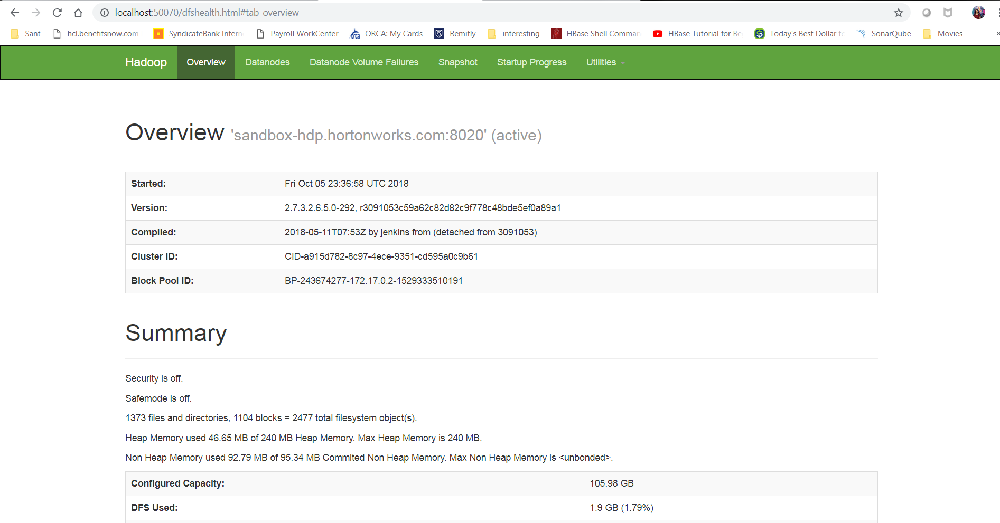 localhost:50070/dfshealth.html#tab-overview
Sant hcl.benefitsnow.com SyndicateBank Intern Payroll WorkCenter ORCA: My Cards Remitly interesting HBase Shell Comman HBase Tutorial for Be Today's Best Dollar to SonarQube Movies »
Hadoop Overview Datanodes Datanode Volume Failures Snapshot Startup Progress Utilities
Overview 'sandbox-hdp.hortonworks.com:8020' (active)
Started: Fri Oct 05 23:36:58 UTC 2018
Version: 2.7.3.2.6.5.0-292, r3091053c59a62c82d82c9f778c48bde5ef0a89a1
Compiled: 2018-05-11T07:53Z by jenkins from (detached from 3091053)
Cluster ID: CID-a915d782-8c97-4ece-9351-cd595a0c9b61
Block Pool ID: BP-243674277-172.17.0.2-1529333510191
Summary
Security is off.
Safemode is off.
1373 files and directories, 1104 blocks = 2477 total filesystem object(s).
Heap Memory used 46.65 MB of 240 MB Heap Memory. Max Heap Memory is 240 MB.
Non Heap Memory used 92.79 MB of 95.34 MB Commited Non Heap Memory. Max Non Heap Memory is <unbonded>.
Configured Capacity: 105.98 GB
DFS Used: 1.9 GB (1.79%)